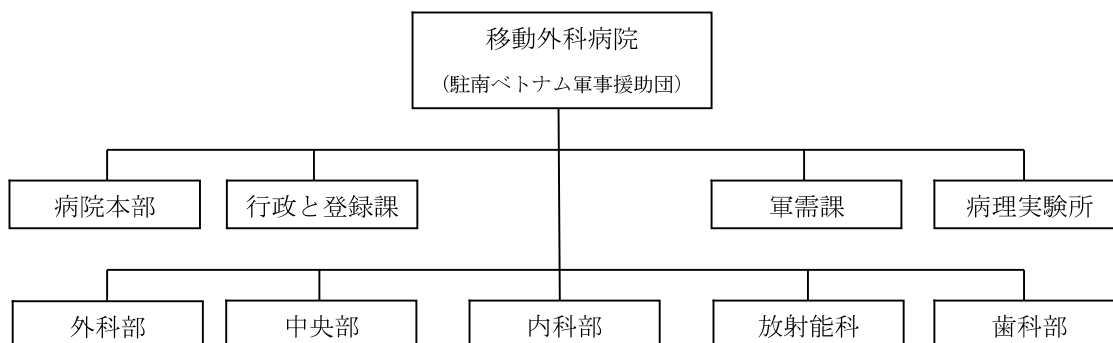 移動外科病院
（駐南ベトナム軍事援助団）
病院本部
行政と登録課
軍需課
病理実験所
外科部
中央部
内科部
放射能科
歯科部